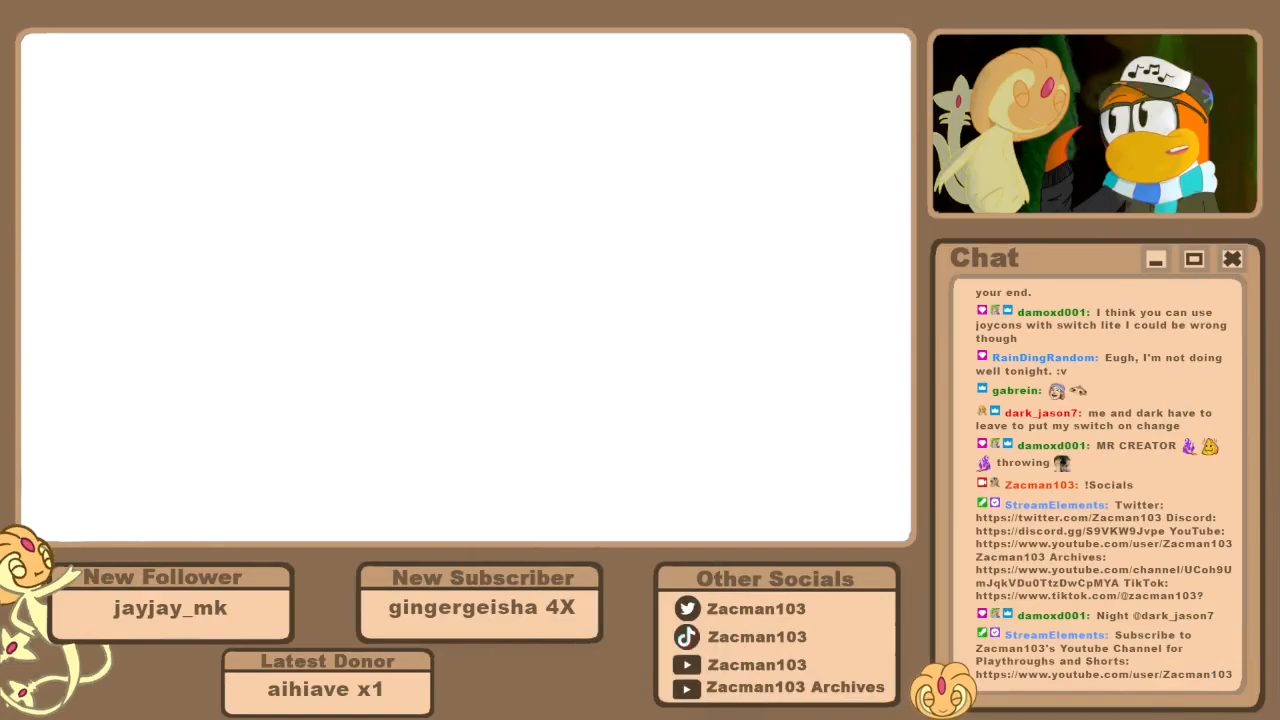 Chat
your end.
damoxd001: I think you can use
joycons with switch lite I could be wrong
though
RainDingRandom: Eugh, I'm not doing
well tonight. :v
gabrein:
dark_jason7: me and dark have to
leave to put my switch on change
damoxd001: MR CREATOR
throwing
Zacman103: !Socials
StreamElements: Twitter:
https://twitter.com/Zacman103 Discord:
https://discord.gg/S9VKW9Jvpe YouTube:
https://www.youtube.com/user/Zacman103
Zacman103 Archives:
https://www.youtube.com/channel/UCoh9U
mJqkVDu0TtzDwCpMYA TikTok:
https://www.tiktok.com/@zacman103?
damoxd001: Night @dark_jason7
StreamElements: Subscribe to
Zacman103's Youtube Channel for
Playthroughs and Shorts:
https://www.youtube.com/user/Zacman103
New Follower
jayjay_mk
New Subscriber
gingergeisha 4X
Latest Donor
aihiave x1
Other Socials
Zacman103
Zacman103
Zacman103
Zacman103 Archives